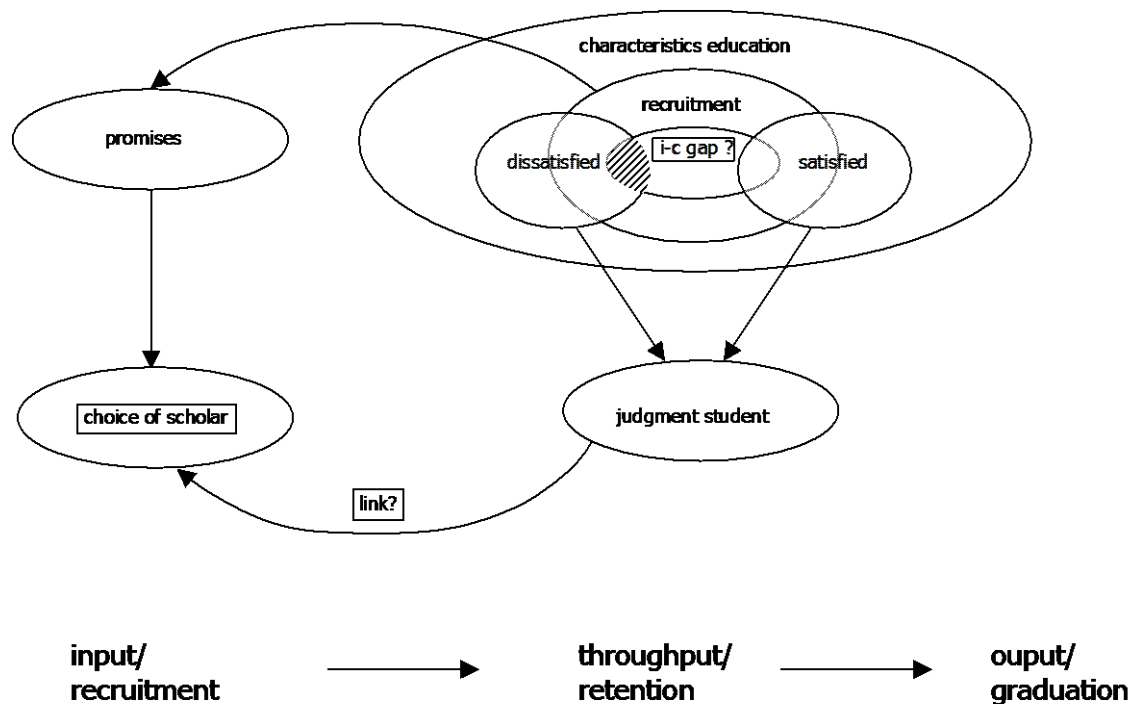 characteristics education
recruitment
promises
i-c gap ?
dissatisfied
satisfied
choice of scholar
judgment student
link?
input/
recruitment
throughput/
retention
ouput/
graduation